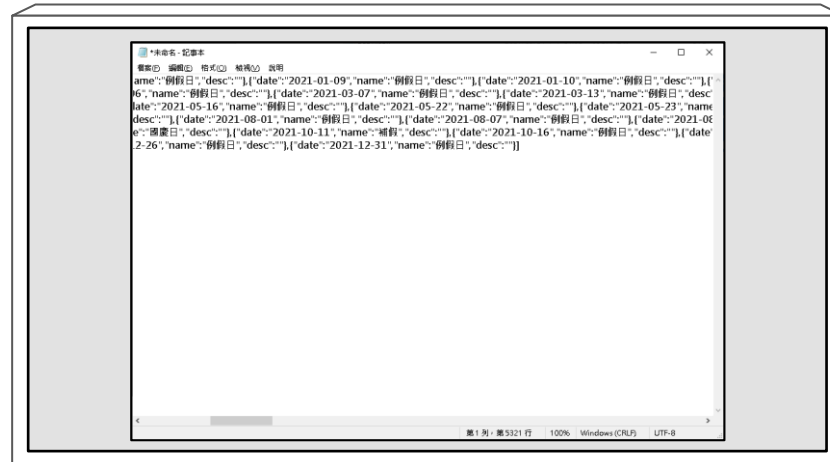 *未命名 - 記事本
檔案(F) 編輯(E) 格式(O) 檢視(V) 說明
ame":"例假日","desc":""},{"date":"2021-01-09","name":"例假日","desc":""},{"date":"2021-01-10","name":"例假日","desc":""},{"
06","name":"例假日","desc":""},{"date":"2021-03-07","name":"例假日","desc":""},{"date":"2021-03-13","name":"例假日","desc"
date":"2021-05-16","name":"例假日","desc":""},{"date":"2021-05-22","name":"例假日","desc":""},{"date":"2021-05-23","name
desc":""},{"date":"2021-08-01","name":"例假日","desc":""},{"date":"2021-08-07","name":"例假日","desc":""},{"date":"2021-08
e":"國慶日","desc":""},{"date":"2021-10-11","name":"補假","desc":""},{"date":"2021-10-16","name":"例假日","desc":""},{"date"
12-26","name":"例假日","desc":""},{"date":"2021-12-31","name":"例假日","desc":""}]
第 1 列，第 5321 行 100% Windows (CRLF) UTF-8